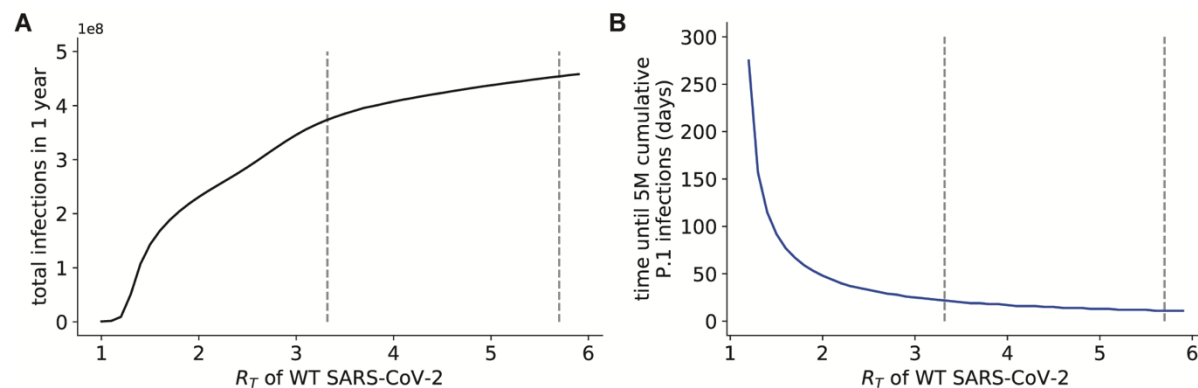 A
1e8
total infections in 1 year
5
4
3
2
1
0
1 2 3 4 5 6
R_T of WT SARS-CoV-2
B
time until 5M cumulative
P.1 infections (days)
300
250
200
150
100
50
0
1 2 3 4 5 6
R_T of WT SARS-CoV-2